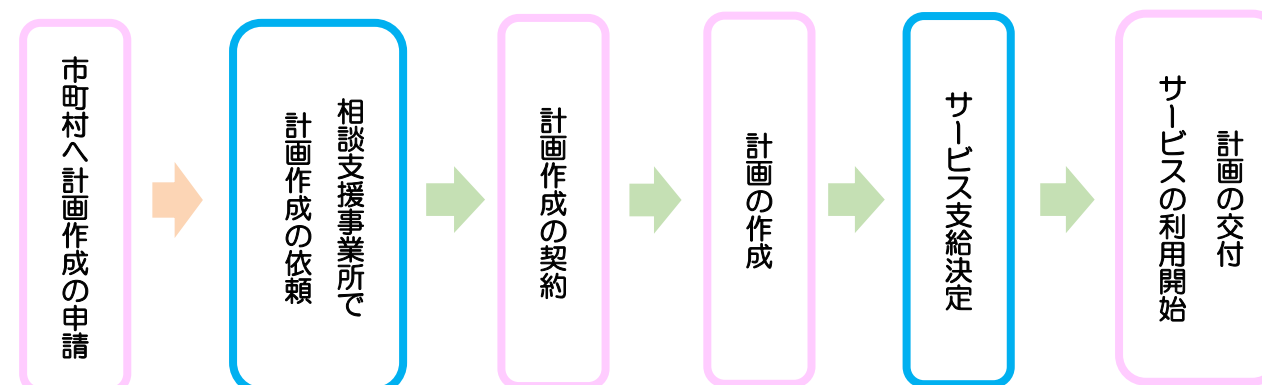 市町村へ計画作成の申請
相談支援事業所で
計画作成の依頼
計画作成の契約
計画の作成
サービス支給決定
計画の交付
サービスの利用開始